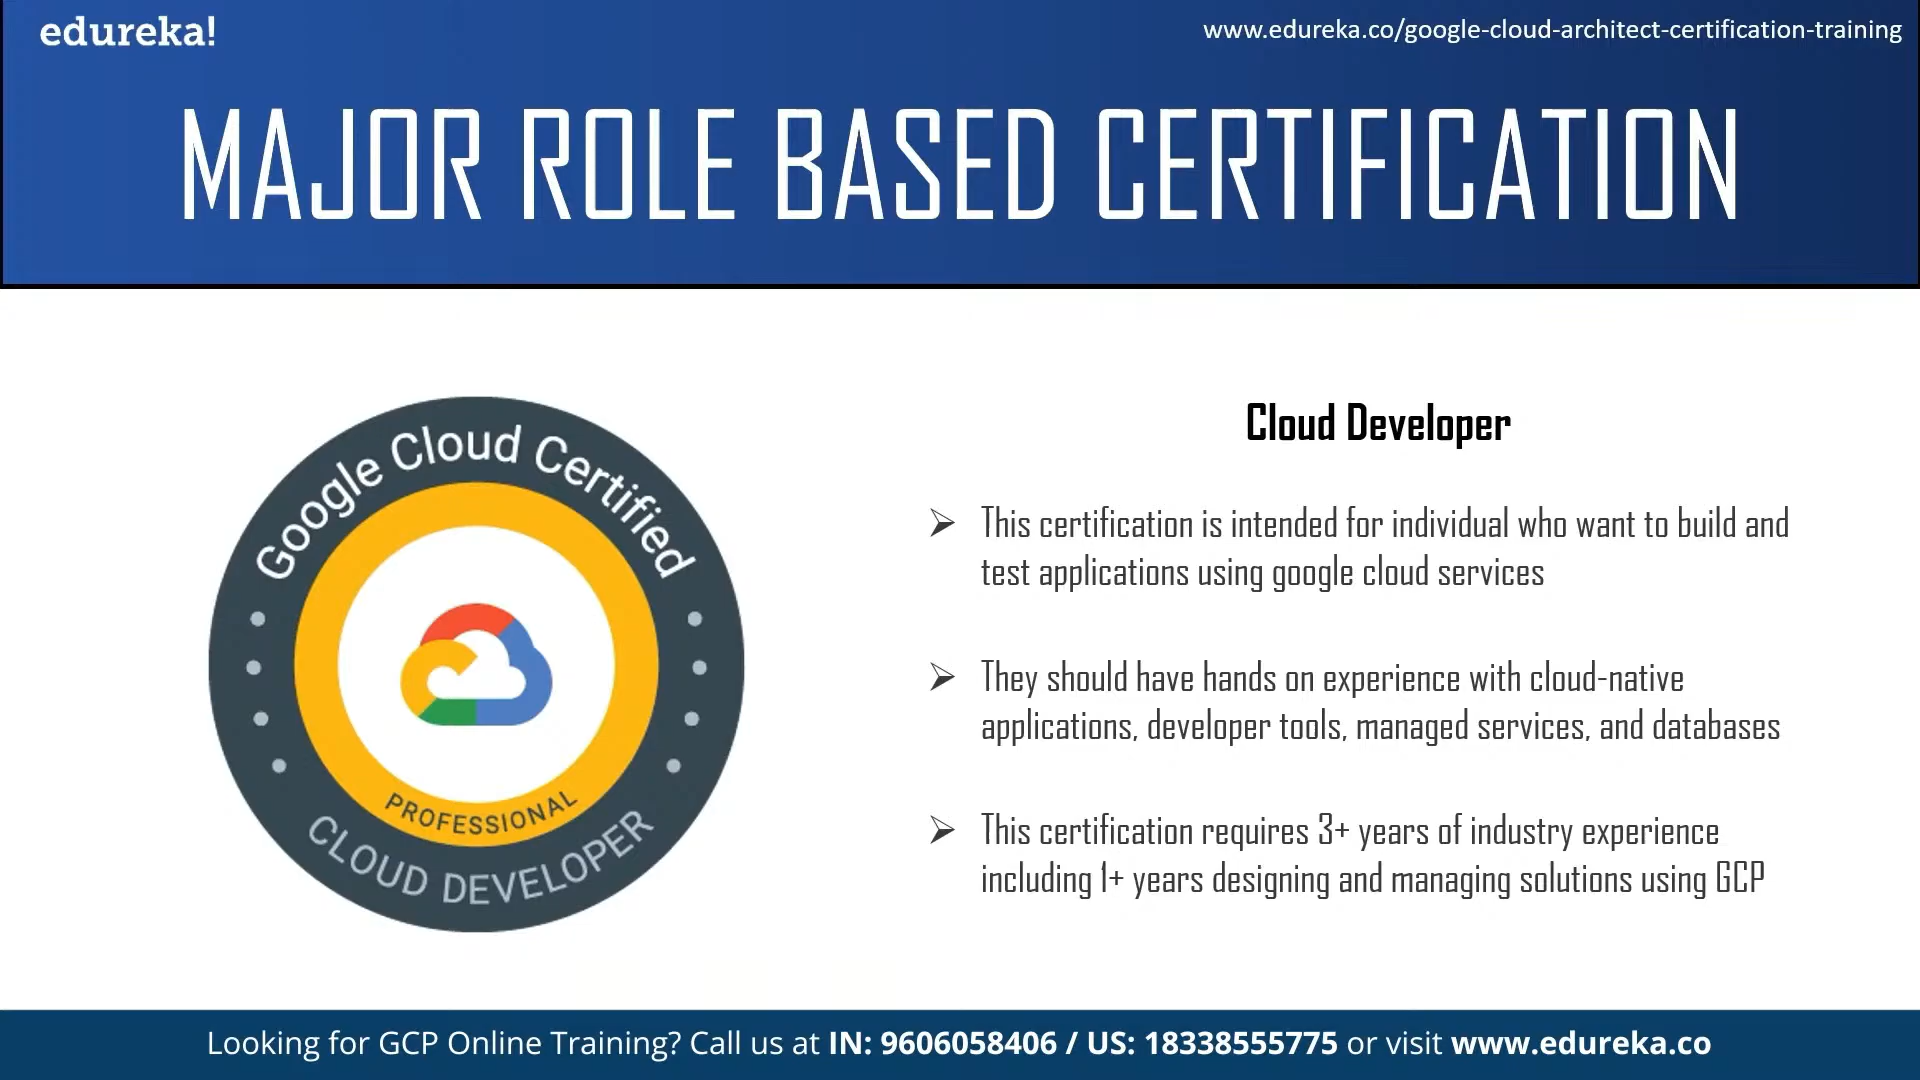 edureka!
www.edureka.co/google-cloud-architect-certification-training
MAJOR ROLE BASED CERTIFICATION
Google Cloud Certified
PROFESSIONAL
CLOUD DEVELOPER
Cloud Developer
This certification is intended for individual who want to build and
test applications using google cloud services
They should have hands on experience with cloud-native
applications, developer tools, managed services, and databases
This certification requires 3+ years of industry experience
including 1+ years designing and managing solutions using GCP
Looking for GCP Online Training? Call us at IN: 9606058406 / US: 18338555775 or visit www.edureka.co